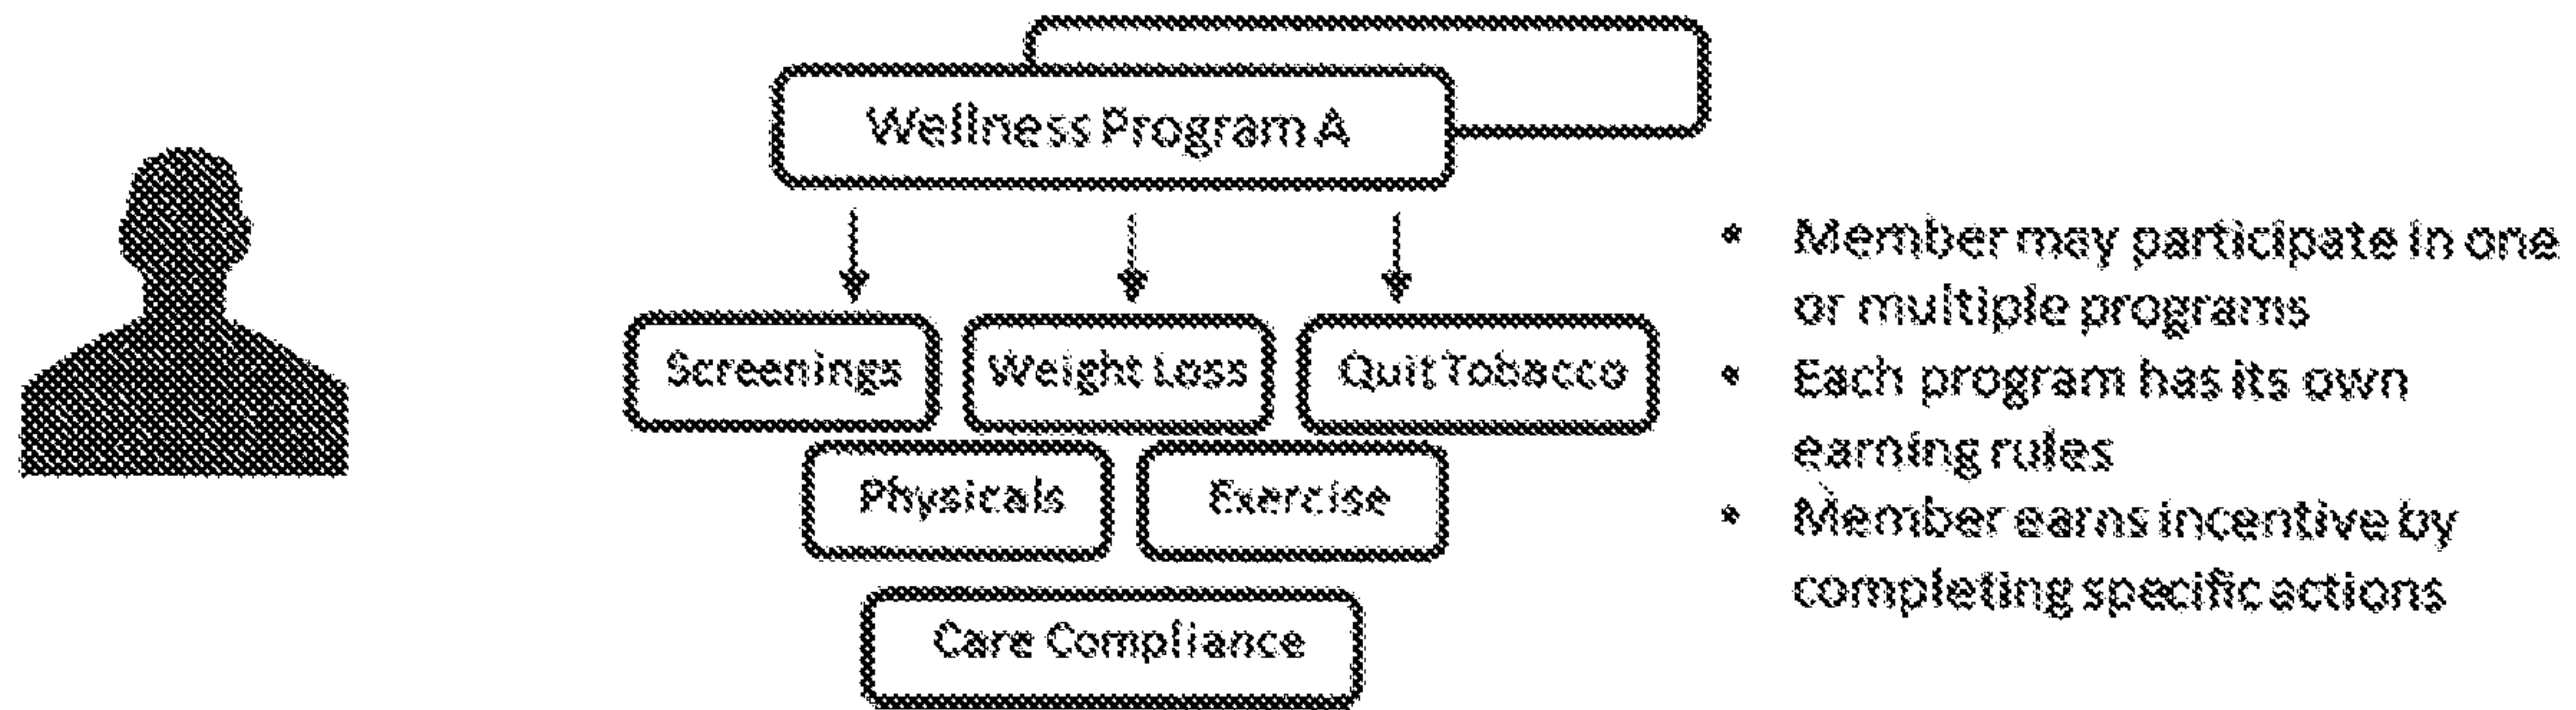 Wellness Program A
Screenings
Weight Loss
Quit Tobacco
Physicals
Exercise
Care Compliance
• Member may participate in one
or multiple programs
• Each program has its own
earning rules
• Member earns incentive by
completing specific actions